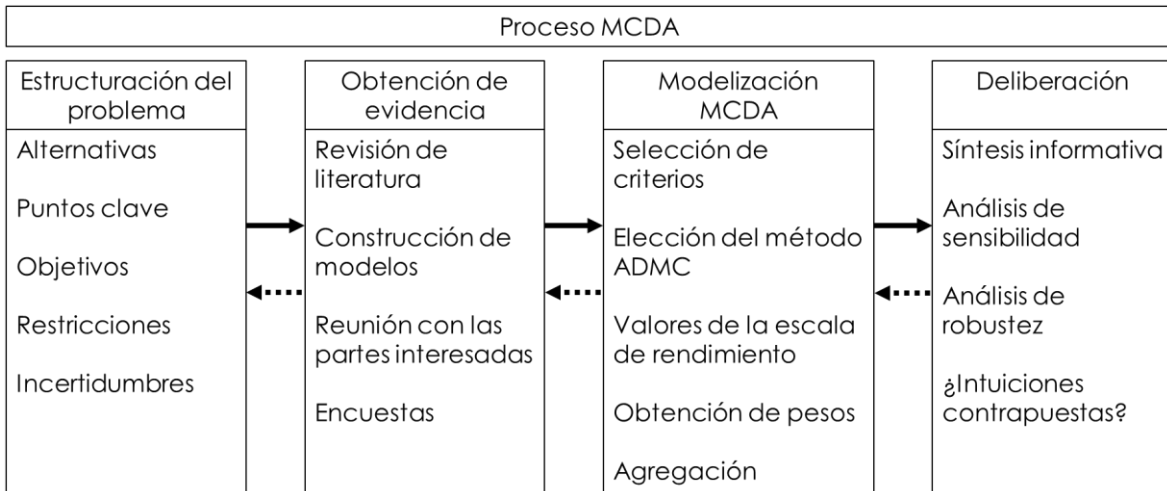 Proceso MCDA
Estructuración del
problema
Alternativas
Puntos clave
Objetivos
Restricciones
Incertidumbres
Obtención de
evidencia
Revisión de
literatura
Construcción de
modelos
Reunión con las
partes interesadas
Encuestas
Modelización
MCDA
Selección de
criterios
Elección del método
ADMC
Valores de la escala
de rendimiento
Obtención de pesos
Agregación
Deliberación
Síntesis informativa
Análisis de
sensibilidad
Análisis de
robustez
¿Intuiciones
contrapuestas?